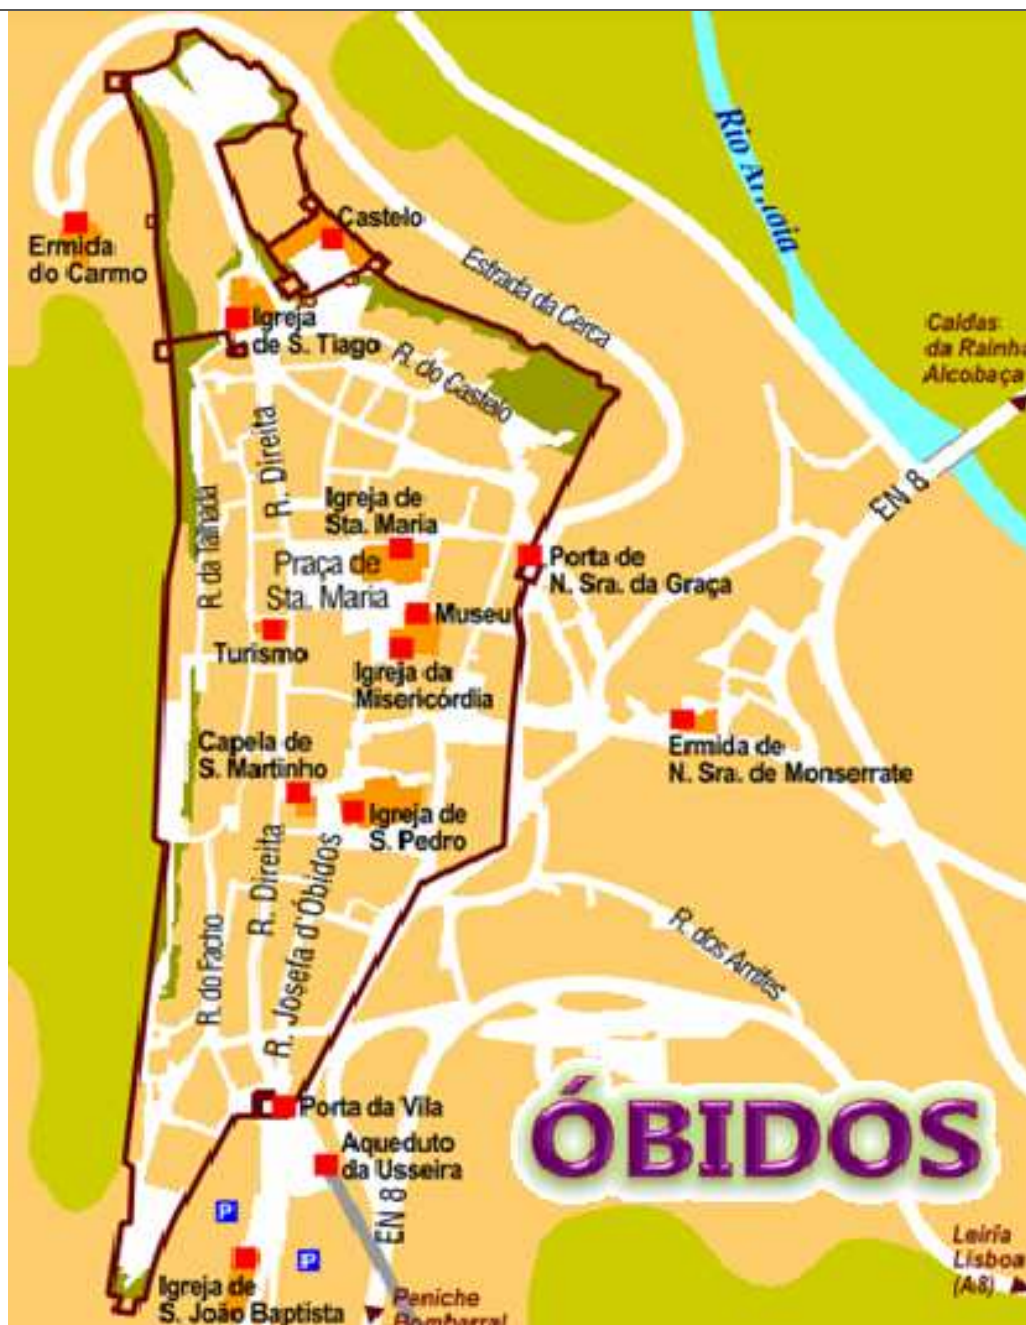 Rio
Castelo
Ermida
do Carmo
Estrada da Cerca
Igreja
de S. Tiago
Caldas
da Rainha
Alcobaça
R. do Castelo
R. Direita
EN 8
Igreja de
Sta. Maria
R. da Talhada
Praça de
Sta. Maria
Porta de
N. Sra. da Graça
Museu
Turismo
Igreja da
Misericórdia
Capela de
S. Martinho
Ermida de
N. Sra. de Monserrate
Igreja de
S. Pedro
R. Direita
R. Josefa d'Óbidos
R. do Facho
R. dos Arrifes
Porta da Vila
ÓBIDOS
Aqueduto
da Usseira
EN 8
P
P
Igreja de
S. João Baptista
Leiria
Lisboa
(A8)
Peniche
Bombarral